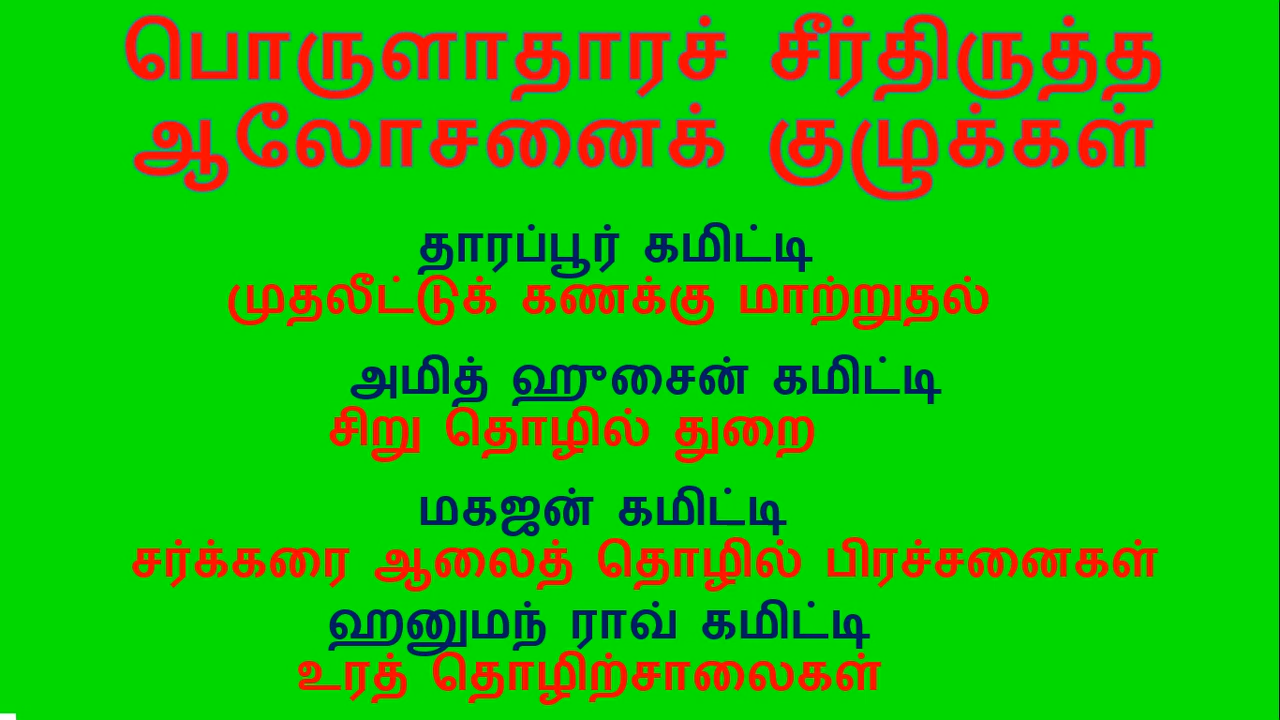 பொருளாதாரச் சீர்திருத்த
ஆலோசனைக் குழுக்கள்
தாரப்பூர் கமிட்டி
முதலீட்டுக் கணக்கு மாற்றுதல்
அமித் ஹுசைன் கமிட்டி
சிறு தொழில் துறை
மகஜன் கமிட்டி
சர்க்கரை ஆலைத் தொழில் பிரச்சனைகள்
ஹனுமந் ராவ் கமிட்டி
உரத் தொழிற்சாலைகள்